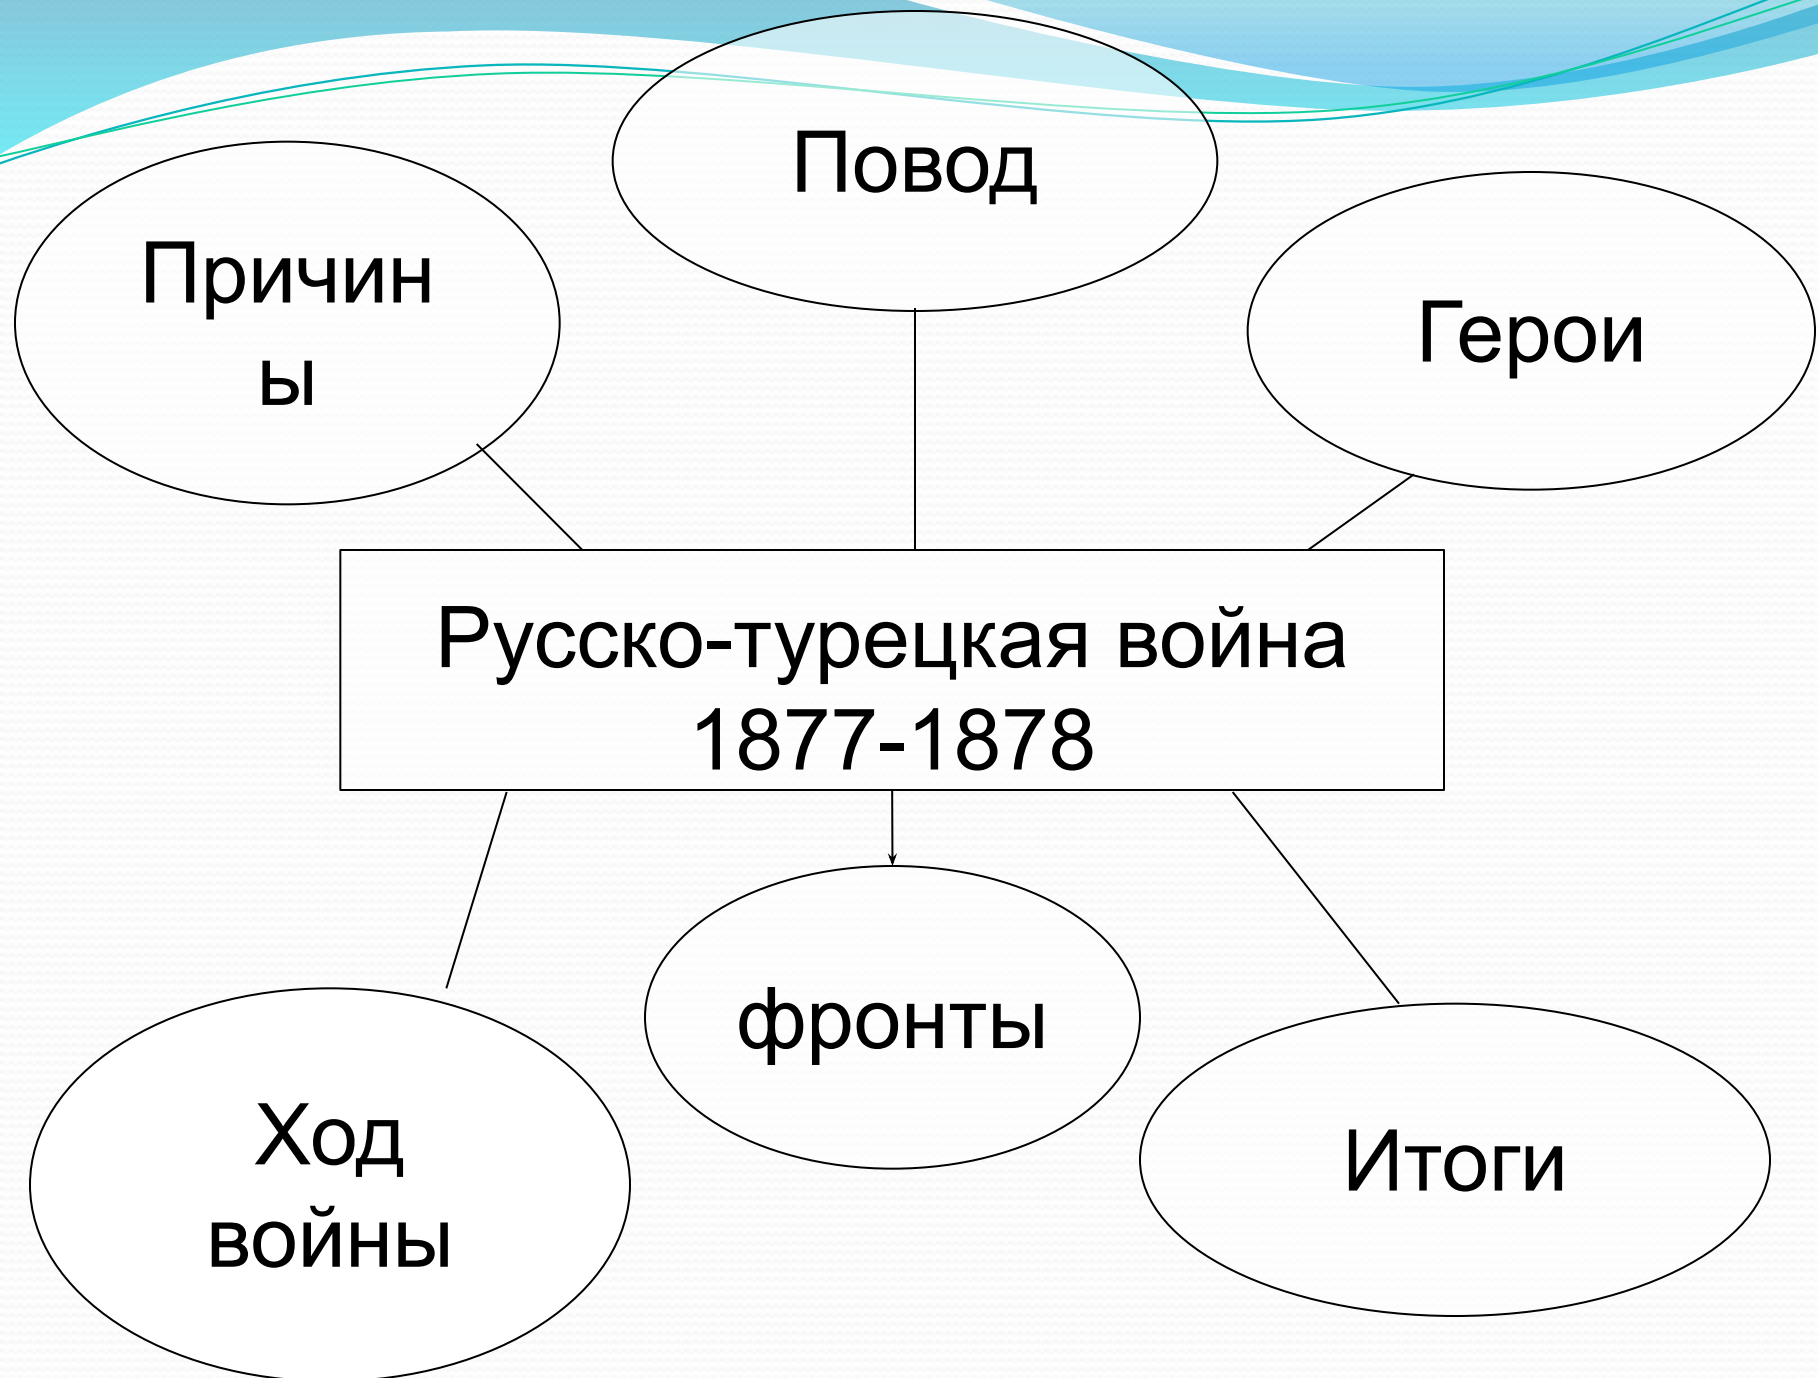 Повод
Причин
ы
Герои
Русско-турецкая война
1877-1878
фронты
Ход
войны
Итоги